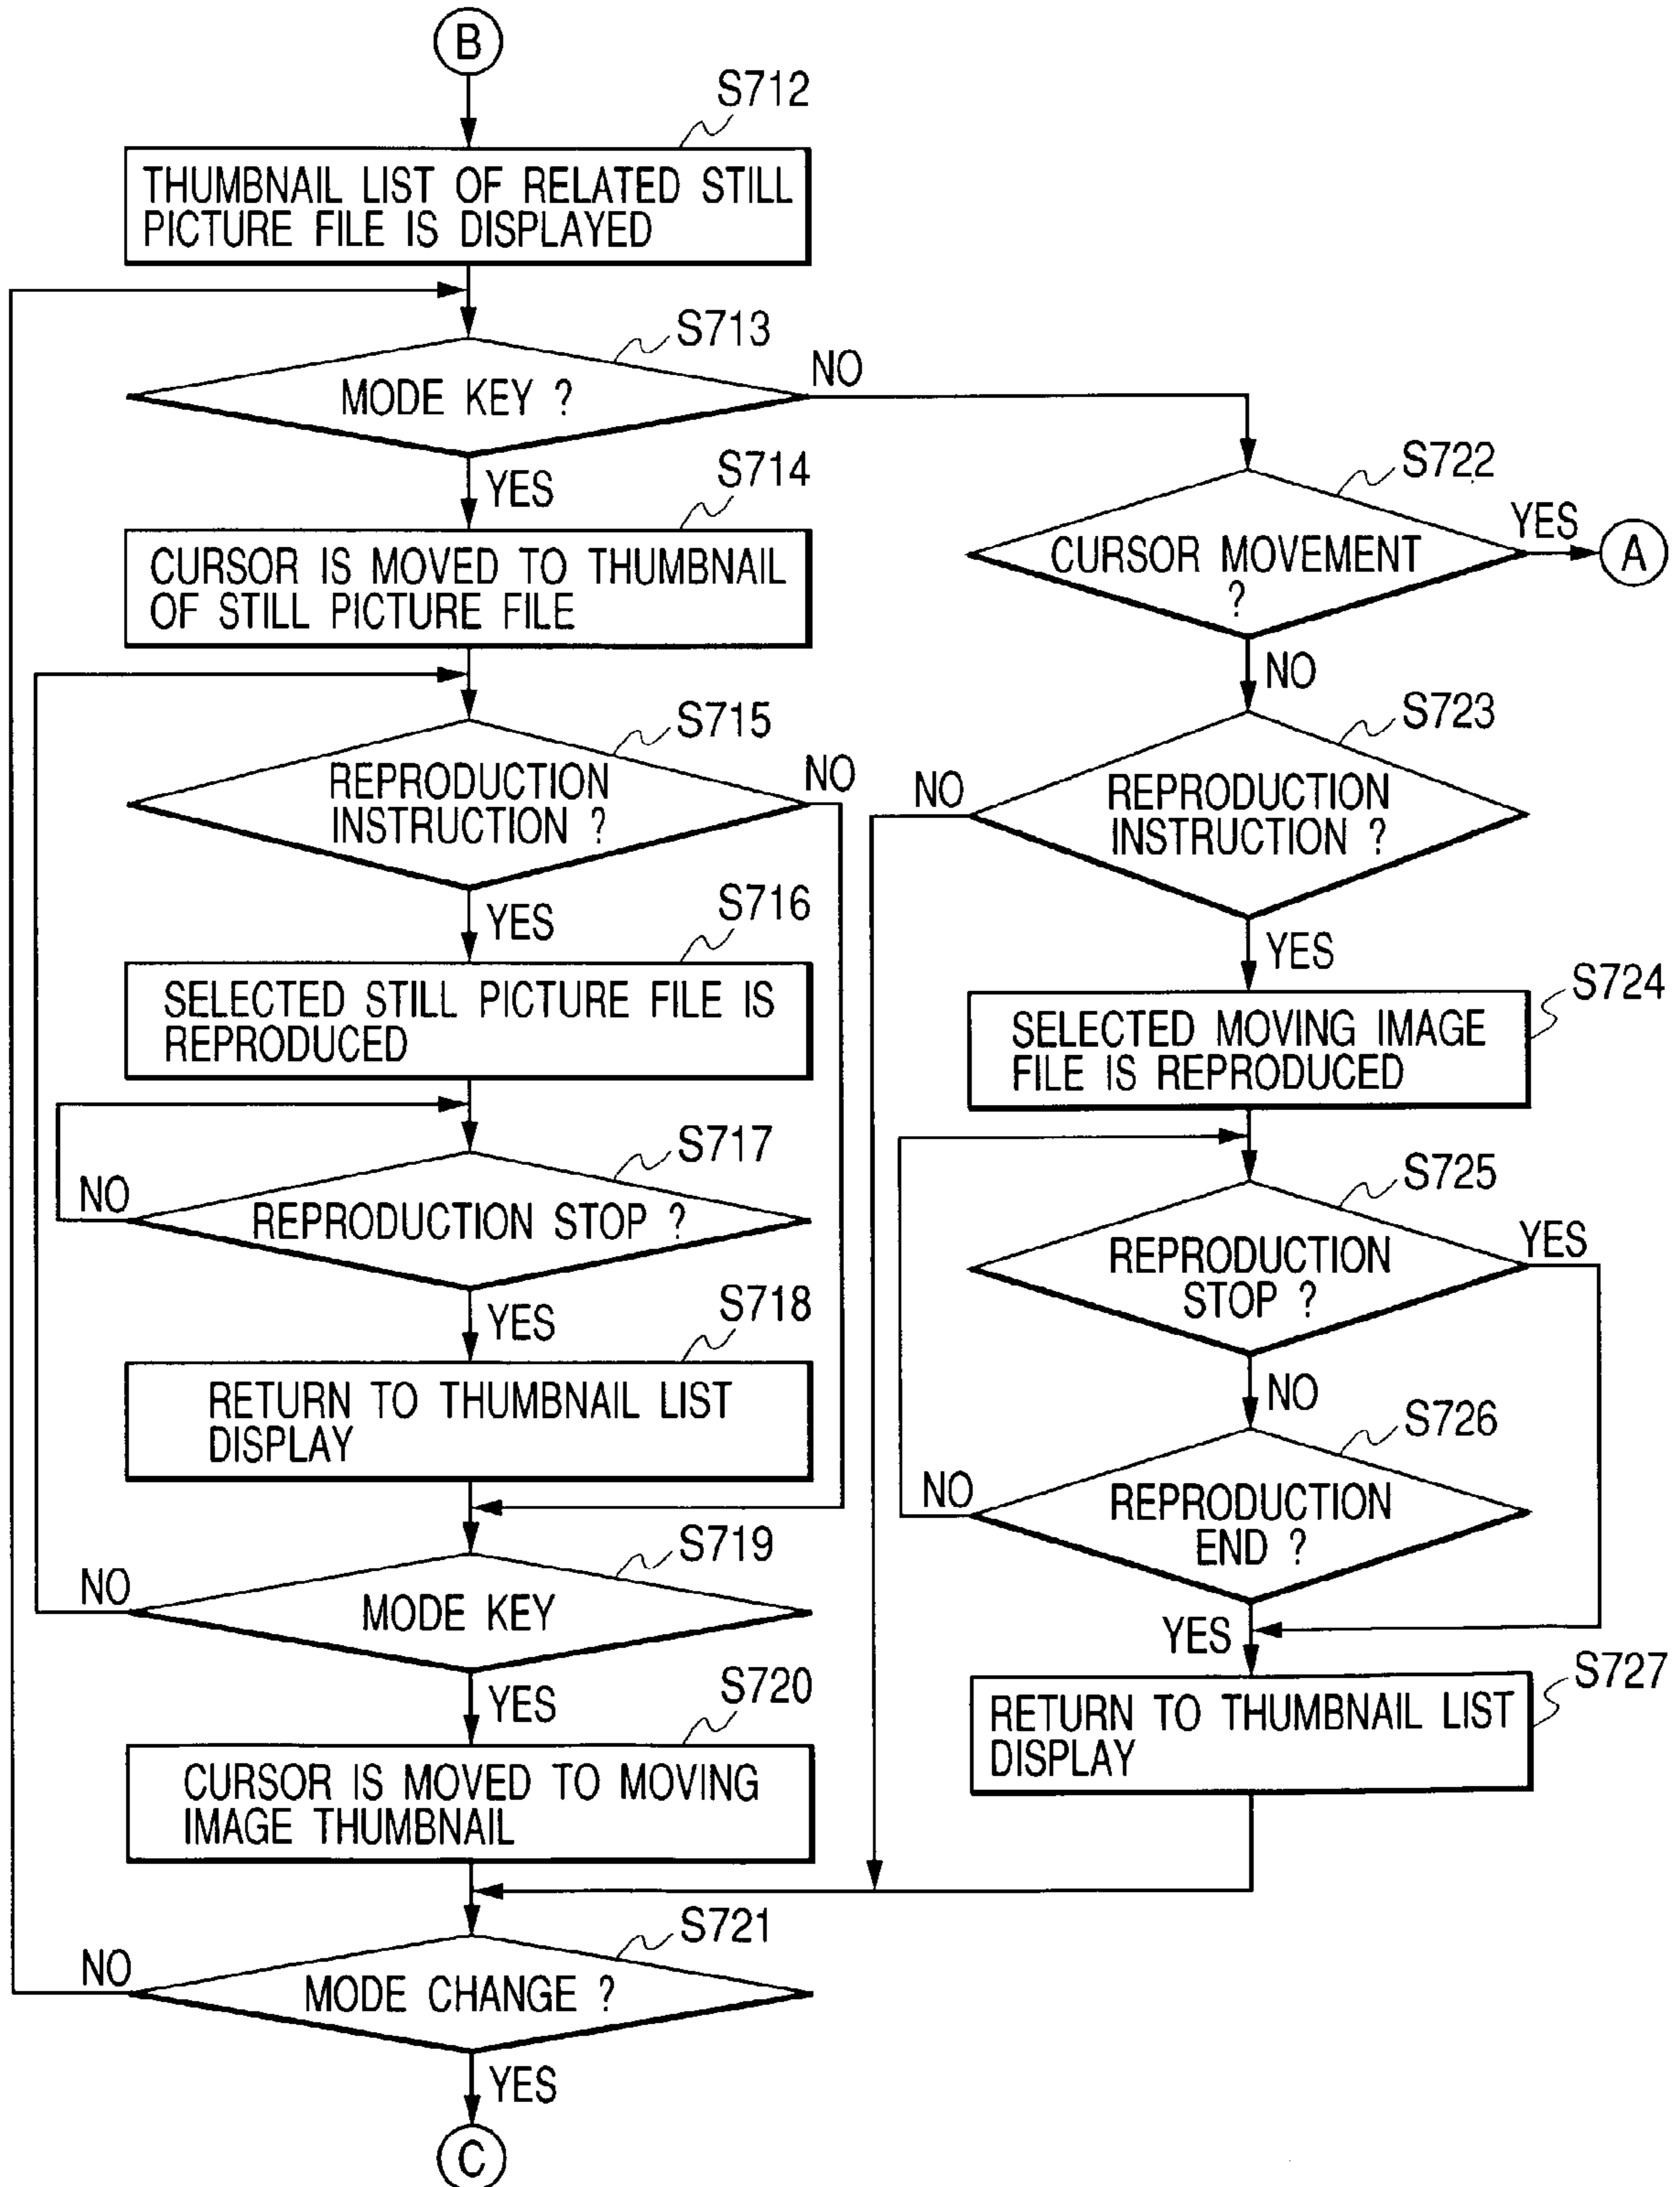 B
S712
THUMBNAIL LIST OF RELATED STILL
PICTURE FILE IS DISPLAYED
S713
MODE KEY ?
NO
YES
S714
CURSOR IS MOVED TO THUMBNAIL
OF STILL PICTURE FILE
S715
REPRODUCTION
INSTRUCTION ?
NO
YES
S716
SELECTED STILL PICTURE FILE IS
REPRODUCED
S717
NO
REPRODUCTION STOP ?
YES
S718
RETURN TO THUMBNAIL LIST
DISPLAY
S719
NO
MODE KEY
YES
S720
CURSOR IS MOVED TO MOVING
IMAGE THUMBNAIL
S721
NO
MODE CHANGE ?
YES
C
S722
CURSOR MOVEMENT
?
YES
A
NO
S723
NO
REPRODUCTION
INSTRUCTION ?
YES
S724
SELECTED MOVING IMAGE
FILE IS REPRODUCED
S725
REPRODUCTION
STOP ?
YES
NO
S726
NO
REPRODUCTION
END ?
YES
S727
RETURN TO THUMBNAIL LIST
DISPLAY